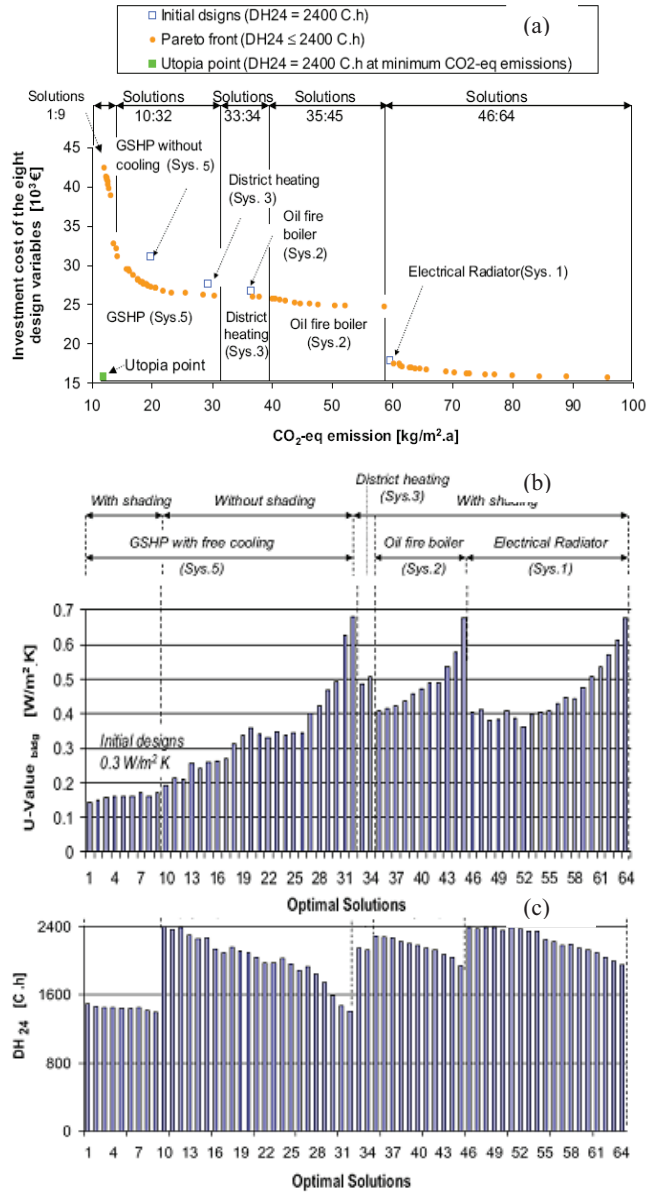 (a)
Initial dsigns (DH24 = 2400 C.h)
Pareto front (DH24 ≤ 2400 C.h)
Utopia point (DH24 = 2400 C.h at minimum CO2-eq emissions)
Solutions
1:9
Solutions
10:32
Solutions
33:34
Solutions
35:45
Solutions
46:64
Investment cost of the eight
design variables [10³€]
45
40
35
30
25
20
15
GSHP without
cooling (Sys. 5)
District heating
(Sys. 3)
Oil fire
boiler
(Sys.2)
Electrical Radiator(Sys. 1)
GSHP (Sys.5)
District
heating
(Sys.3)
Oil fire boiler
(Sys.2)
Utopia point
10 20 30 40 50 60 70 80 90 100
CO₂-eq emission [kg/m².a]
(b)
District heating
(Sys.3)
With shading
Without shading
With shading
GSHP with free cooling
(Sys.5)
Oil fire boiler
(Sys.2)
Electrical Radiator
(Sys.1)
U-Value bldg [W/m².K]
0.7
0.6
0.5
0.4
0.3
0.2
0.1
0
Initial designs
0.3 W/m² K
1 4 7 10 13 16 19 22 25 28 31 34 37 40 43 46 49 52 55 58 61 64
Optimal Solutions
(c)
DH 24 [C .h]
2400
1600
800
0
1 4 7 10 13 16 19 22 25 28 31 34 37 40 43 46 49 52 55 58 61 64
Optimal Solutions